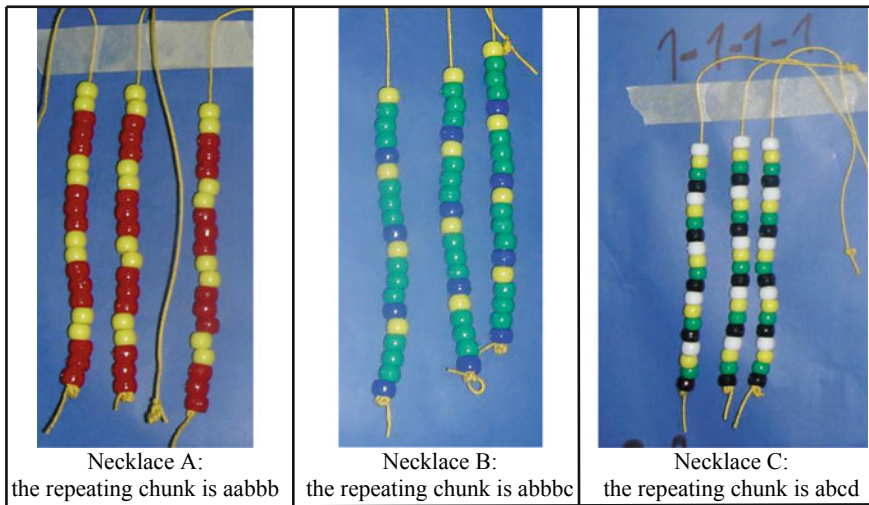 1-1-1-1
Necklace A:
the repeating chunk is aabbb
Necklace B:
the repeating chunk is abbbc
Necklace C:
the repeating chunk is abcd